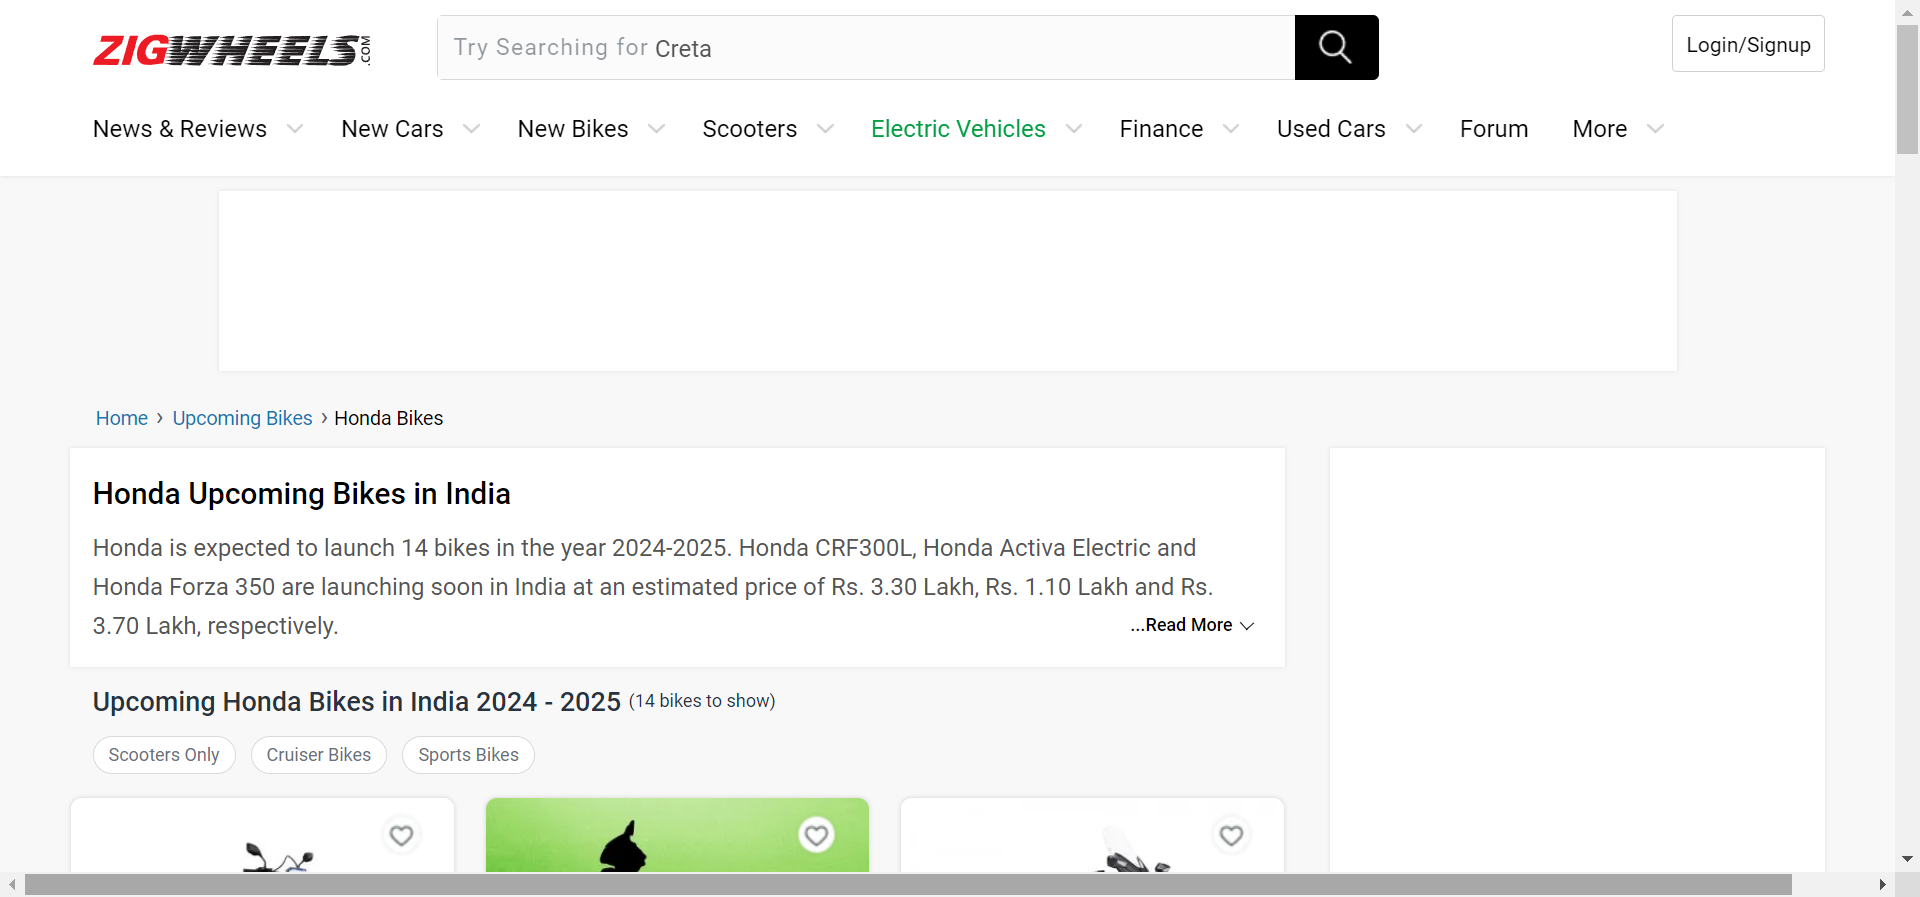 ZIGWHEELS.COM
Try Searching for Creta
Login/Signup
News & Reviews New Cars New Bikes Scooters Electric Vehicles Finance Used Cars Forum More
Home › Upcoming Bikes › Honda Bikes
Honda Upcoming Bikes in India
Honda is expected to launch 14 bikes in the year 2024-2025. Honda CRF300L, Honda Activa Electric and
Honda Forza 350 are launching soon in India at an estimated price of Rs. 3.30 Lakh, Rs. 1.10 Lakh and Rs.
3.70 Lakh, respectively. ...Read More
Upcoming Honda Bikes in India 2024 - 2025 (14 bikes to show)
Scooters Only Cruiser Bikes Sports Bikes